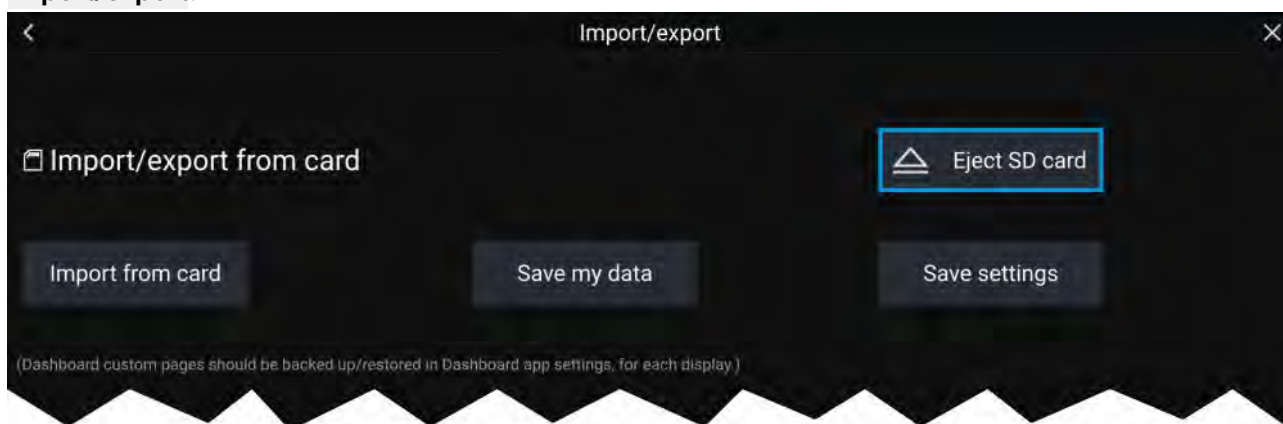 Import/export
Import/export from card
Eject SD card
Import from card
Save my data
Save settings
(Dashboard custom pages should be backed up/restored in Dashboard app settings, for each display.)